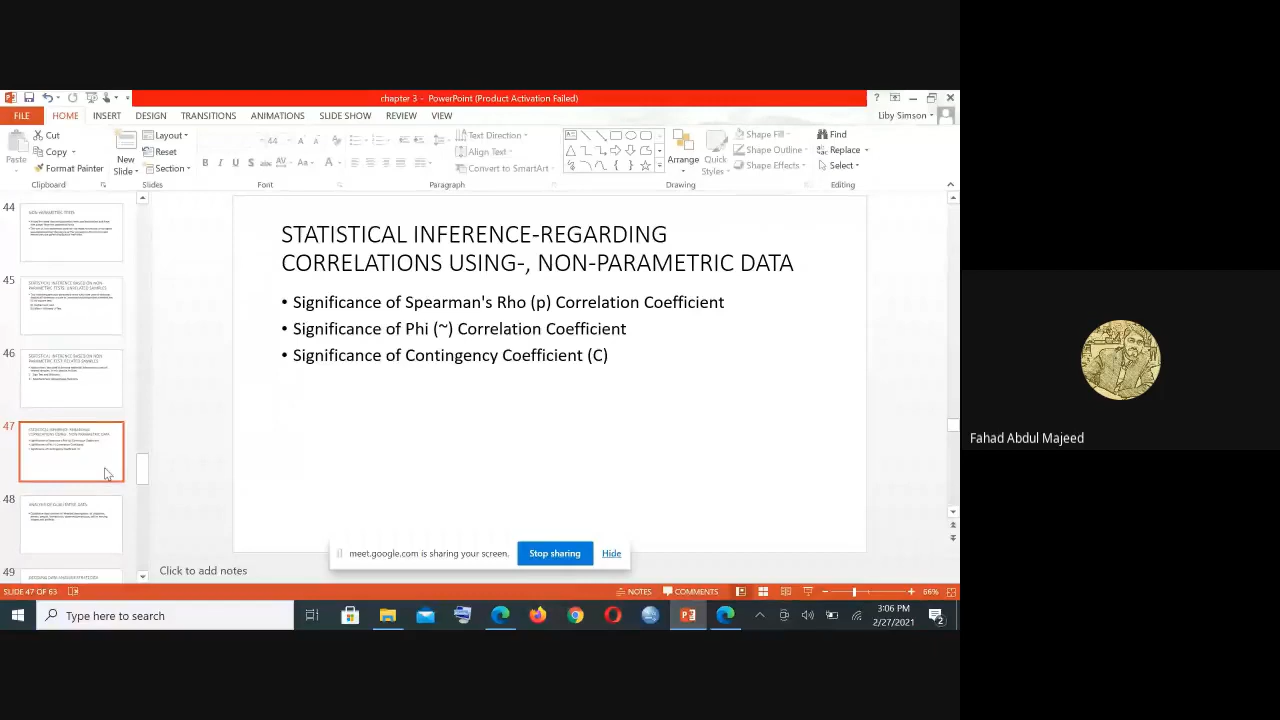 chapter 3 - PowerPoint (Product Activation Failed)
FILE HOME INSERT DESIGN TRANSITIONS ANIMATIONS SLIDE SHOW REVIEW VIEW Liby Simson
Cut
Copy
Format Painter
Paste
Clipboard
New Slide
Layout
Reset
Section
Slides
44
Font
Text Direction
Align Text
Convert to SmartArt
Paragraph
Arrange
Quick Styles
Shape Fill
Shape Outline
Shape Effects
Drawing
Find
Replace
Select
Editing
44
45
46
47
48
49
STATISTICAL INFERENCE-REGARDING
CORRELATIONS USING-, NON-PARAMETRIC DATA
• Significance of Spearman's Rho (p) Correlation Coefficient
• Significance of Phi (~) Correlation Coefficient
• Significance of Contingency Coefficient (C)
meet.google.com is sharing your screen. Stop sharing Hide
Click to add notes
SLIDE 47 OF 63 NOTES COMMENTS 66%
Type here to search
3:06 PM
2/27/2021
2
Fahad Abdul Majeed